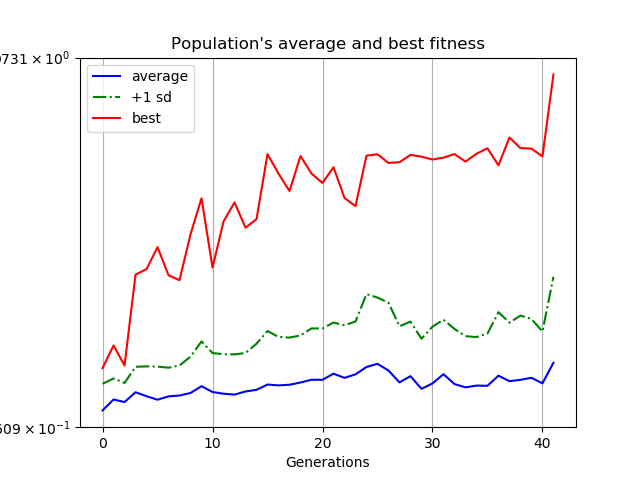 Population's average and best fitness
731 × 10⁰
average
+1 sd
best
609 × 10⁻¹
0 10 20 30 40
Generations